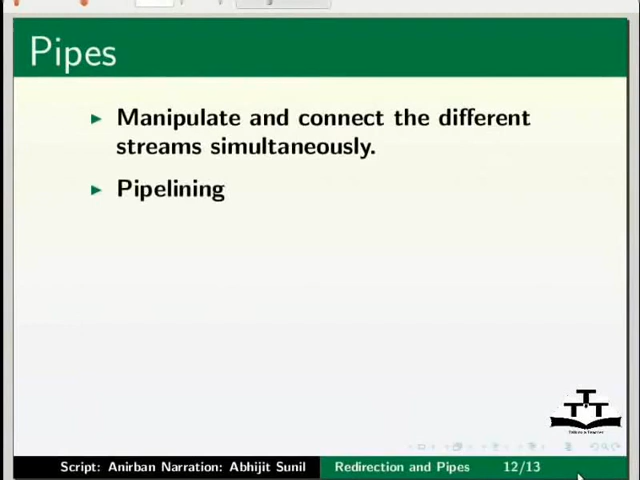 Pipes
Manipulate and connect the different
streams simultaneously.
Pipelining
TTT
Script: Anirban Narration: Abhijit Sunil Redirection and Pipes 12/13